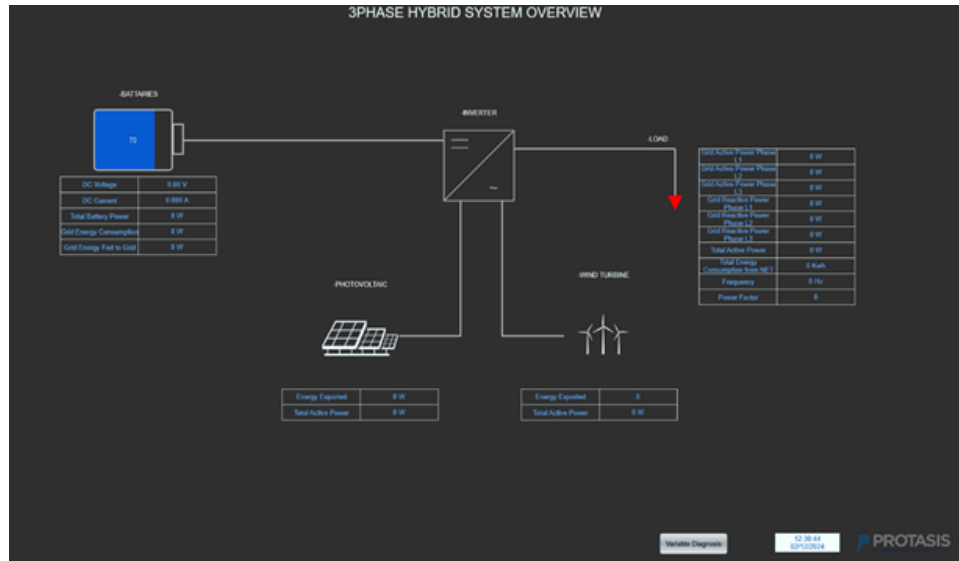 3PHASE HYBRID SYSTEM OVERVIEW
-BATTARIES
70
DC Voltage 0.00 V
DC Current 0.000 A
Total Battery Power 0 W
Grid Energy Consumption 0 W
Grid Energy Fed to Grid 0 W
-INVERTER
-LOAD
Grid Active Power Phase
L1 0 W
Grid Active Power Phase
L2 0 W
Grid Active Power Phase
L3 0 W
Grid Reactive Power
Phase L1 0 W
Grid Reactive Power
Phase L2 0 W
Grid Reactive Power
Phase L3 0 W
Total Active Power 0 W
Total Energy
Consumption from NET 0 Kwh
Frequency 0 Hz
Power Factor 0
-PHOTOVOLTAIC
Energy Exported 0 W
Total Active Power 0 W
-WIND TURBINE
Energy Exported 0
Total Active Power 0 W
Variable Diagnosis
12:38:44
02/12/2024
PROTASIS